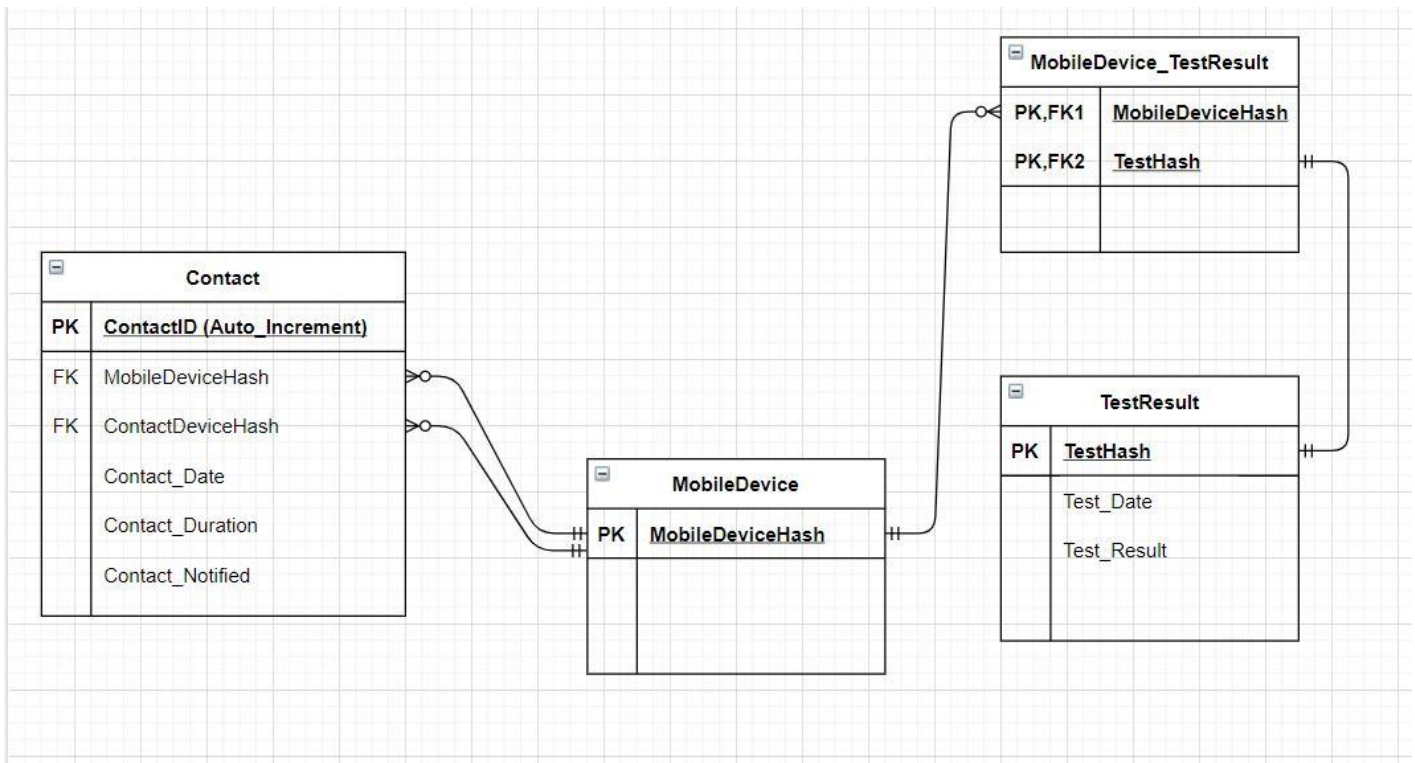 Contact
PK ContactID (Auto_Increment)
FK MobileDeviceHash
FK ContactDeviceHash
Contact_Date
Contact_Duration
Contact_Notified
MobileDevice
PK MobileDeviceHash
MobileDevice_TestResult
PK,FK1 MobileDeviceHash
PK,FK2 TestHash
TestResult
PK TestHash
Test_Date
Test_Result